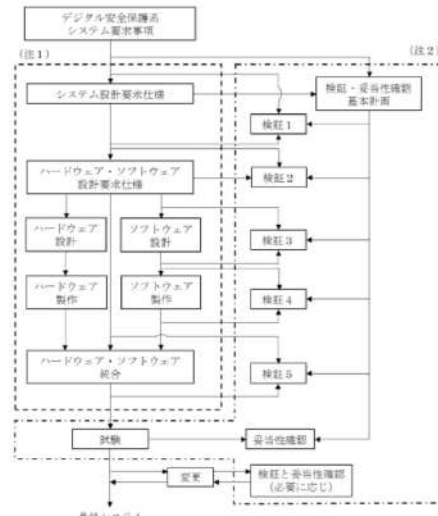 デジタル安全保護系
システム要求事項
(注1)
(注2)
システム設計要求仕様
検証・妥当性確認
基本計画
検証1
ハードウェア・ソフトウェア
設計要求仕様
検証2
ハードウェア
設計
ソフトウェア
設計
検証3
ハードウェア
製作
ソフトウェア
製作
検証4
ハードウェア・ソフトウェア
統合
検証5
試験
妥当性確認
変更
検証と妥当性確認
(必要に応じ)